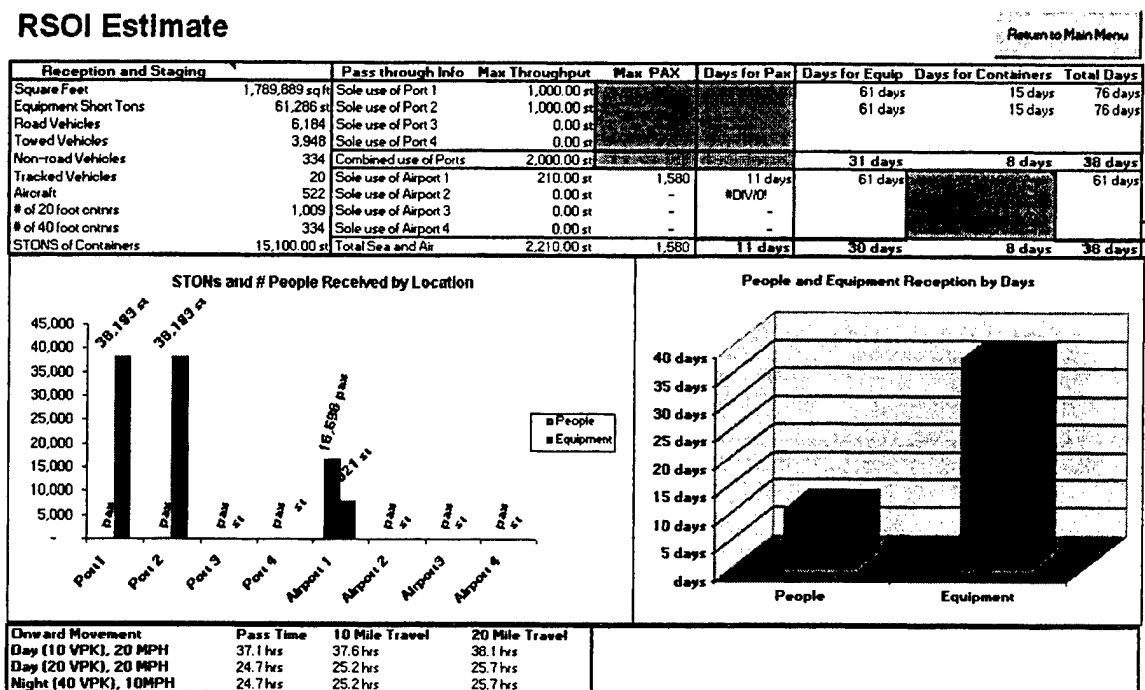 RSOI Estimate
Return to Main Menu
Reception and Staging Pass through Info Max Throughput Max PAX Days for Pax Days for Equip Days for Containers Total Days
Square Feet 1,789,889 sq ft Sole use of Port 1 1,000.00 st 61 days 15 days 76 days
Equipment Short Tons 61,286 st Sole use of Port 2 1,000.00 st 61 days 15 days 76 days
Road Vehicles 6,184 Sole use of Port 3 0.00 st
Towed Vehicles 3,948 Sole use of Port 4 0.00 st
Non-road Vehicles 334 Combined use of Ports 2,000.00 st 31 days 8 days 38 days
Tracked Vehicles 20 Sole use of Airport 1 210.00 st 1,580 11 days 61 days 61 days
Aircraft 522 Sole use of Airport 2 0.00 st - #DIV/0!
# of 20 foot cntnrs 1,009 Sole use of Airport 3 0.00 st - -
# of 40 foot cntnrs 334 Sole use of Airport 4 0.00 st - -
STONS of Containers 15,100.00 st Total Sea and Air 2,210.00 st 1,580 11 days 30 days 8 days 38 days
STONs and # People Received by Location
45,000
40,000
35,000
30,000
25,000
20,000
15,000
10,000
5,000
-
pax 38,193 st
pax 38,193 st
pax st
pax st
pax
pax st
pax st
pax st
Port 1 Port 2 Port 3 Port 4 Airport 1 Airport 2 Airport 3 Airport 4
People
Equipment
People and Equipment Reception by Days
40 days
35 days
30 days
25 days
20 days
15 days
10 days
5 days
days
People Equipment
Onward Movement Pass Time 10 Mile Travel 20 Mile Travel
Day (10 VPK), 20 MPH 37.1 hrs 37.6 hrs 38.1 hrs
Day (20 VPK), 20 MPH 24.7 hrs 25.2 hrs 25.7 hrs
Night (40 VPK), 10MPH 24.7 hrs 25.2 hrs 25.7 hrs